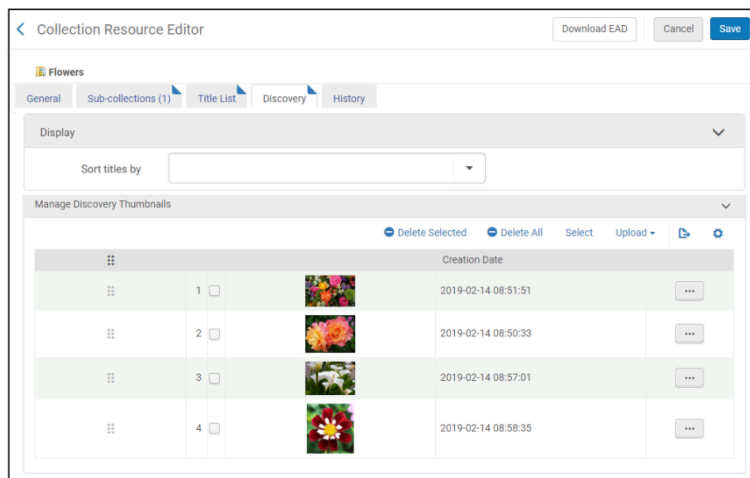 Collection Resource Editor
Download EAD
Cancel
Save
Flowers
General
Sub-collections (1)
Title List
Discovery
History
Display
Sort titles by
Manage Discovery Thumbnails
Delete Selected
Delete All
Select
Upload
Creation Date
1
2019-02-14 08:51:51
2
2019-02-14 08:50:33
3
2019-02-14 08:57:01
4
2019-02-14 08:58:35